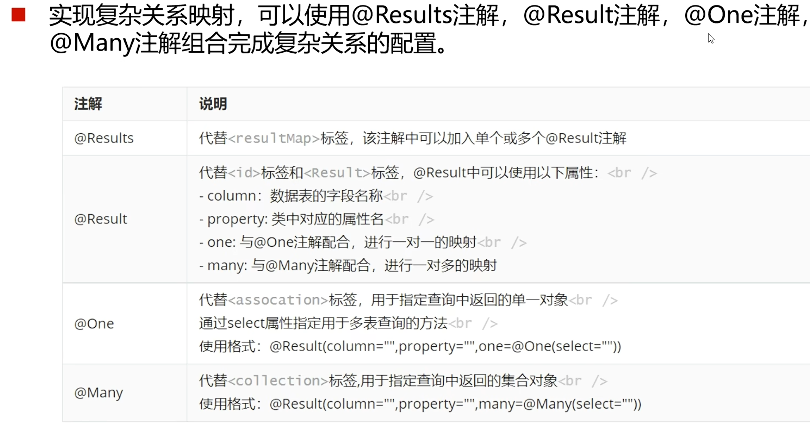 实现复杂关系映射，可以使用@Results注解，@Result注解，@One注解，
@Many注解组合完成复杂关系的配置。
注解 说明
@Results 代替<resultMap>标签，该注解中可以加入单个或多个@Result注解
代替<id>标签和<Result>标签，@Result中可以使用以下属性：<br />
- column：数据表的字段名称<br />
@Result - property: 类中对应的属性名<br />
- one: 与@One注解配合，进行一对一的映射<br />
- many: 与@Many注解配合，进行一对多的映射
代替<assocation>标签，用于指定查询中返回的单一对象<br />
@One 通过select属性指定用于多表查询的方法<br />
使用格式：@Result(column="",property="",one=@One(select=""))
代替<collection>标签,用于指定查询中返回的集合对象<br />
@Many 使用格式：@Result(column="",property="",many=@Many(select=""))